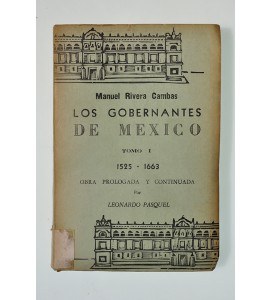 Manuel Rivera Cambas
LOS GOBERNANTES
DE MEXICO
TOMO I
1525 - 1663
OBRA PROLOGADA Y CONTINUADA
Por
LEONARDO PASQUEL